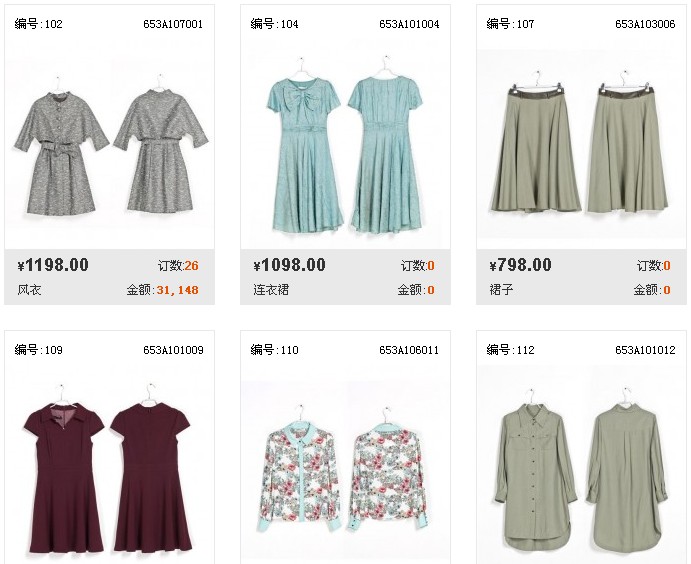 编号:102 653A107001
编号:104 653A101004
编号:107 653A103006
¥1198.00 订数:26
风衣 金额:31,148
¥1098.00 订数:0
连衣裙 金额:0
¥798.00 订数:0
裙子 金额:0
编号:109 653A101009
编号:110 653A106011
编号:112 653A101012